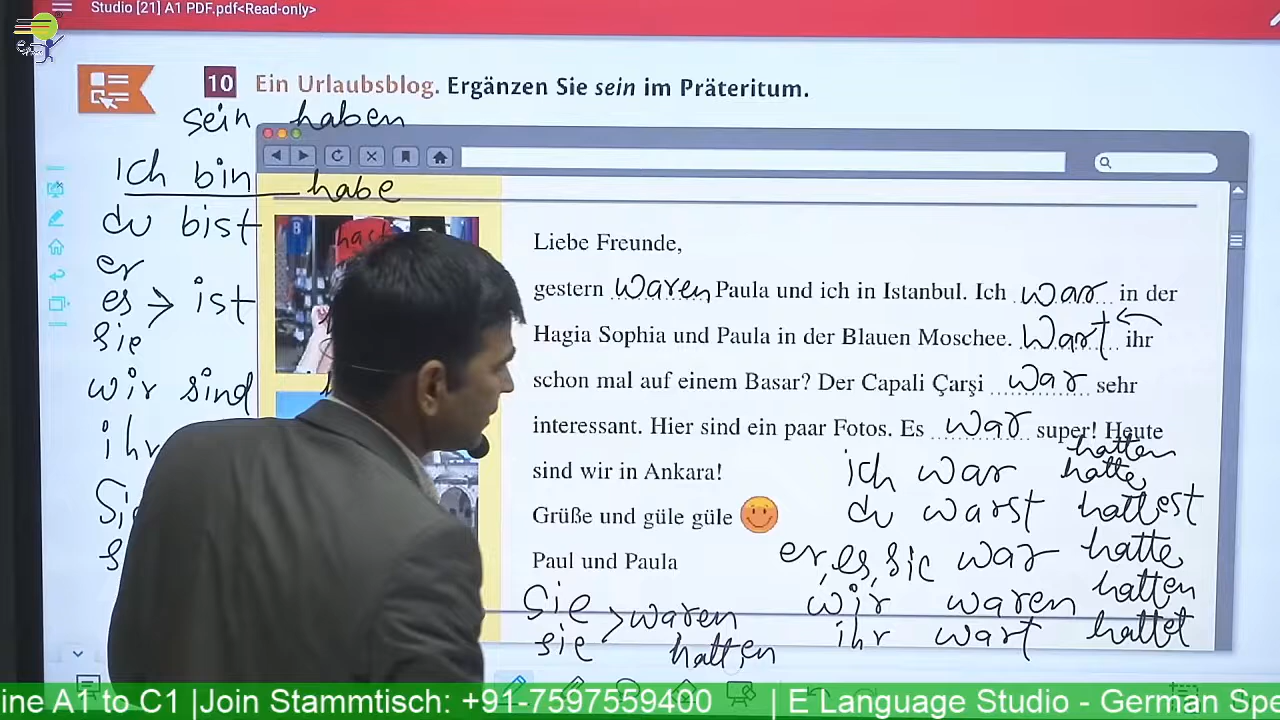 Studio [21] A1 PDF.pdf<Read-only>
10 Ein Urlaubsblog. Ergänzen Sie sein im Präteritum.
sein haben
Ich bin habe
du bist hast
er
es > ist
sie
wir sind
ihr
Liebe Freunde,
gestern waren Paula und ich in Istanbul. Ich war in der
Hagia Sophia und Paula in der Blauen Moschee. Wart ihr
schon mal auf einem Basar? Der Capali Çarşi war sehr
interessant. Hier sind ein paar Fotos. Es war super! Heute
sind wir in Ankara!
Grüße und güle güle
Paul und Paula
hatten
ich war hatte
du warst hattest
er, es, sie war hatte
wir waren hatten
ihr wart hattet
Sie
sie > waren
hatten
ine A1 to C1 |Join Stammtisch: +91-7597559400 | E Language Studio - German Spe